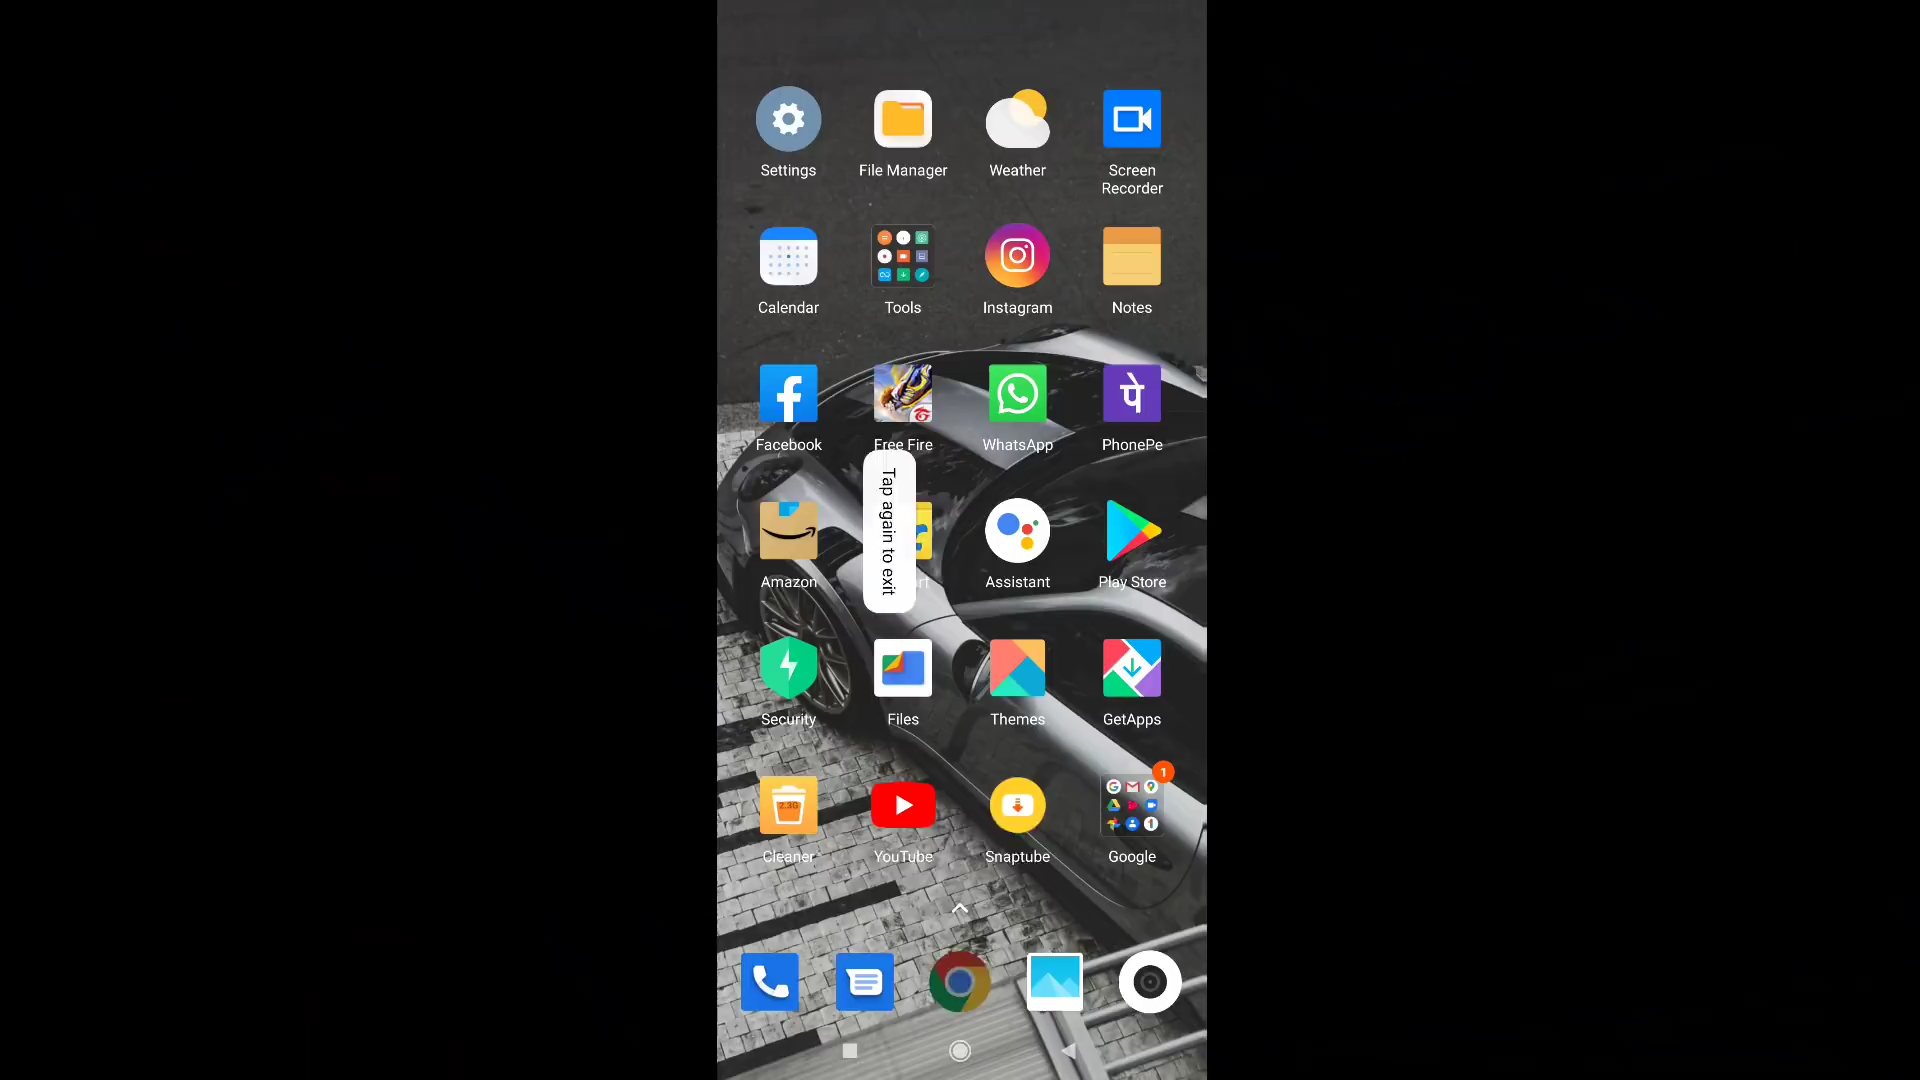 Settings
File Manager
Weather
Screen
Recorder
Calendar
Tools
Instagram
Notes
Facebook
Free Fire
WhatsApp
पे
PhonePe
Tap again to exit
Amazon
Assistant
Play Store
Security
Files
Themes
GetApps
1
Cleaner
YouTube
Snaptube
Google